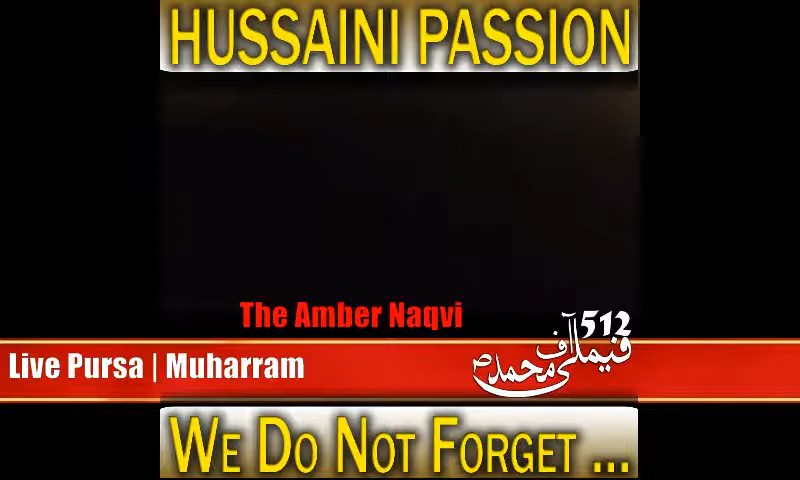 HUSSAINI PASSION
The Amber Naqvi
512
فیملی آف محمدؐ
Live Pursa | Muharram
WE DO NOT FORGET ...